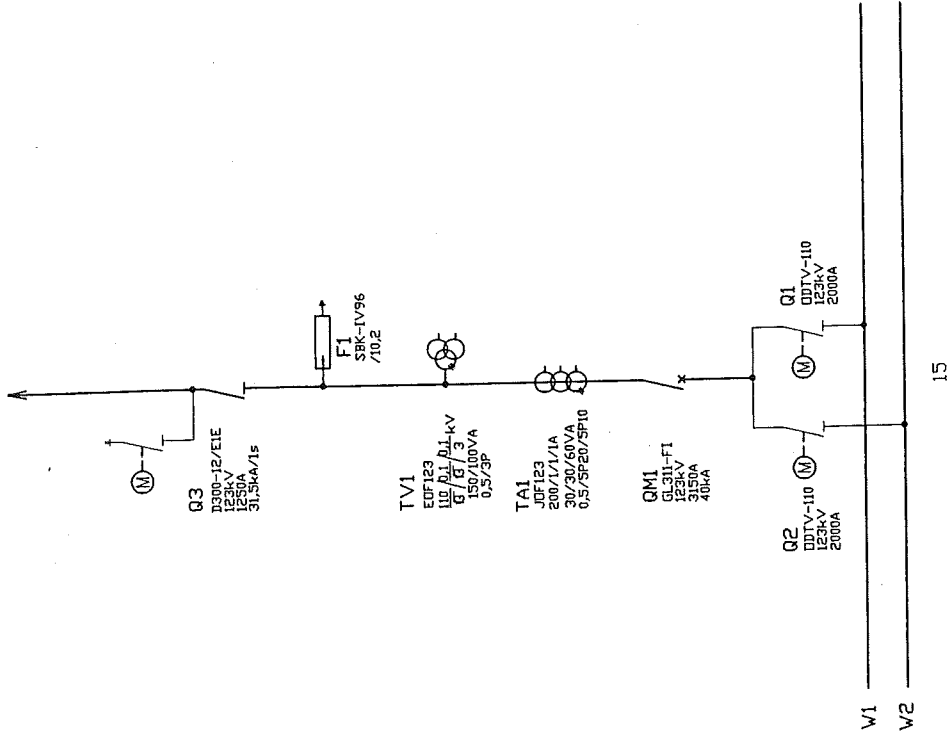 M
Q3
D300-12/E1E
123kV
1250A
31,5kA/1s
F1
SBK-IV96
/10,2
TV1
EOF123
110/0,1/0,1 kV
√3/√3/3
150/100VA
0,5/3P
TA1
JOF123
200/1/1/1A
30/30/60VA
0,5/5P20/5P10
QM1
GL311-F1
123kV
3150A
40kA
Q2
ODTV-110
123kV
2000A
M
M
Q1
ODTV-110
123kV
2000A
W1
W2
15